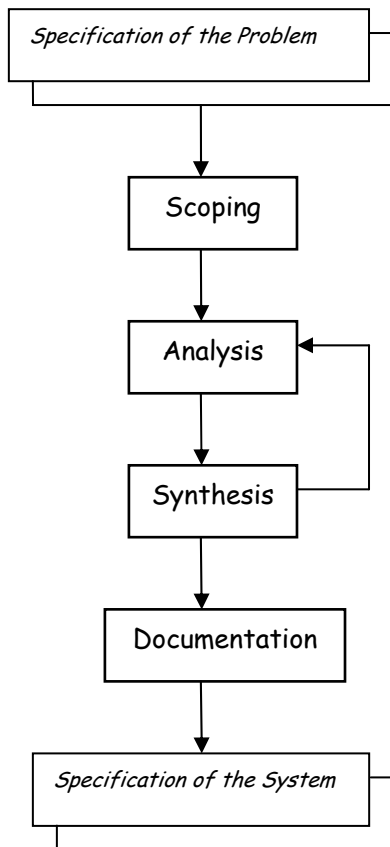 Specification of the Problem
Scoping
Analysis
Synthesis
Documentation
Specification of the System